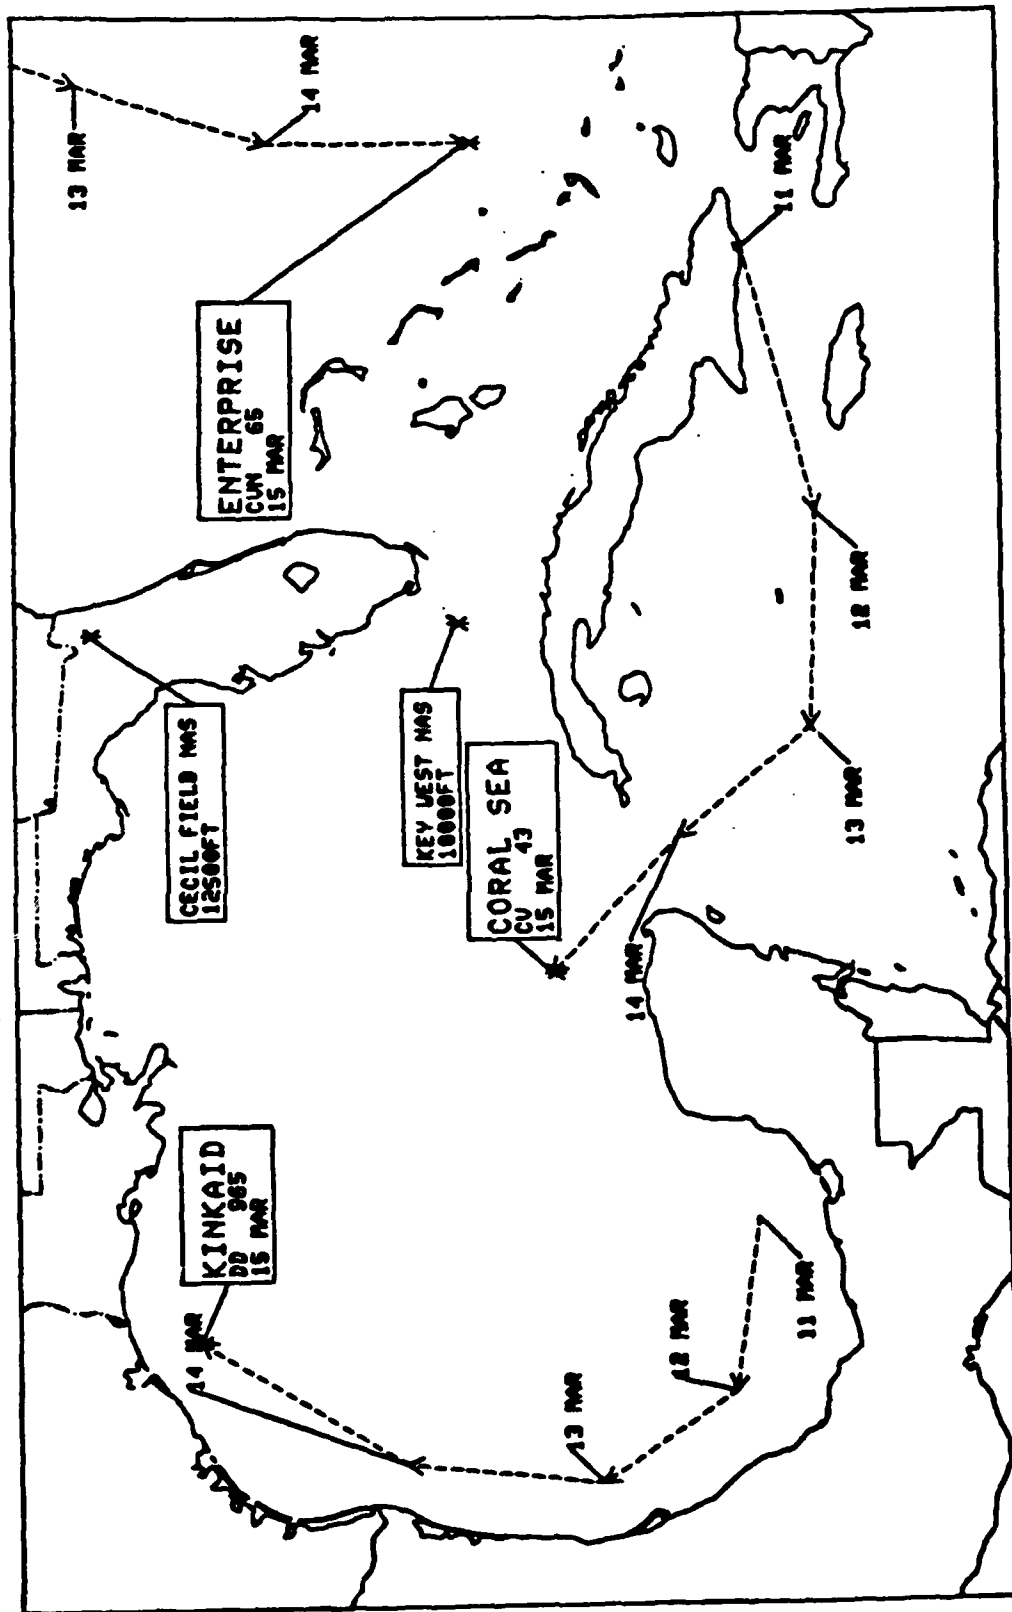 13 MAR
14 MAR
KINKAID
DD 965
15 MAR
CECIL FIELD NAS
12500FT
ENTERPRISE
CVN 65
15 MAR
14 MAR
KEY WEST NAS
10000FT
CORAL SEA
CV 43
15 MAR
13 MAR
14 MAR
12 MAR
11 MAR
11 MAR
13 MAR
12 MAR